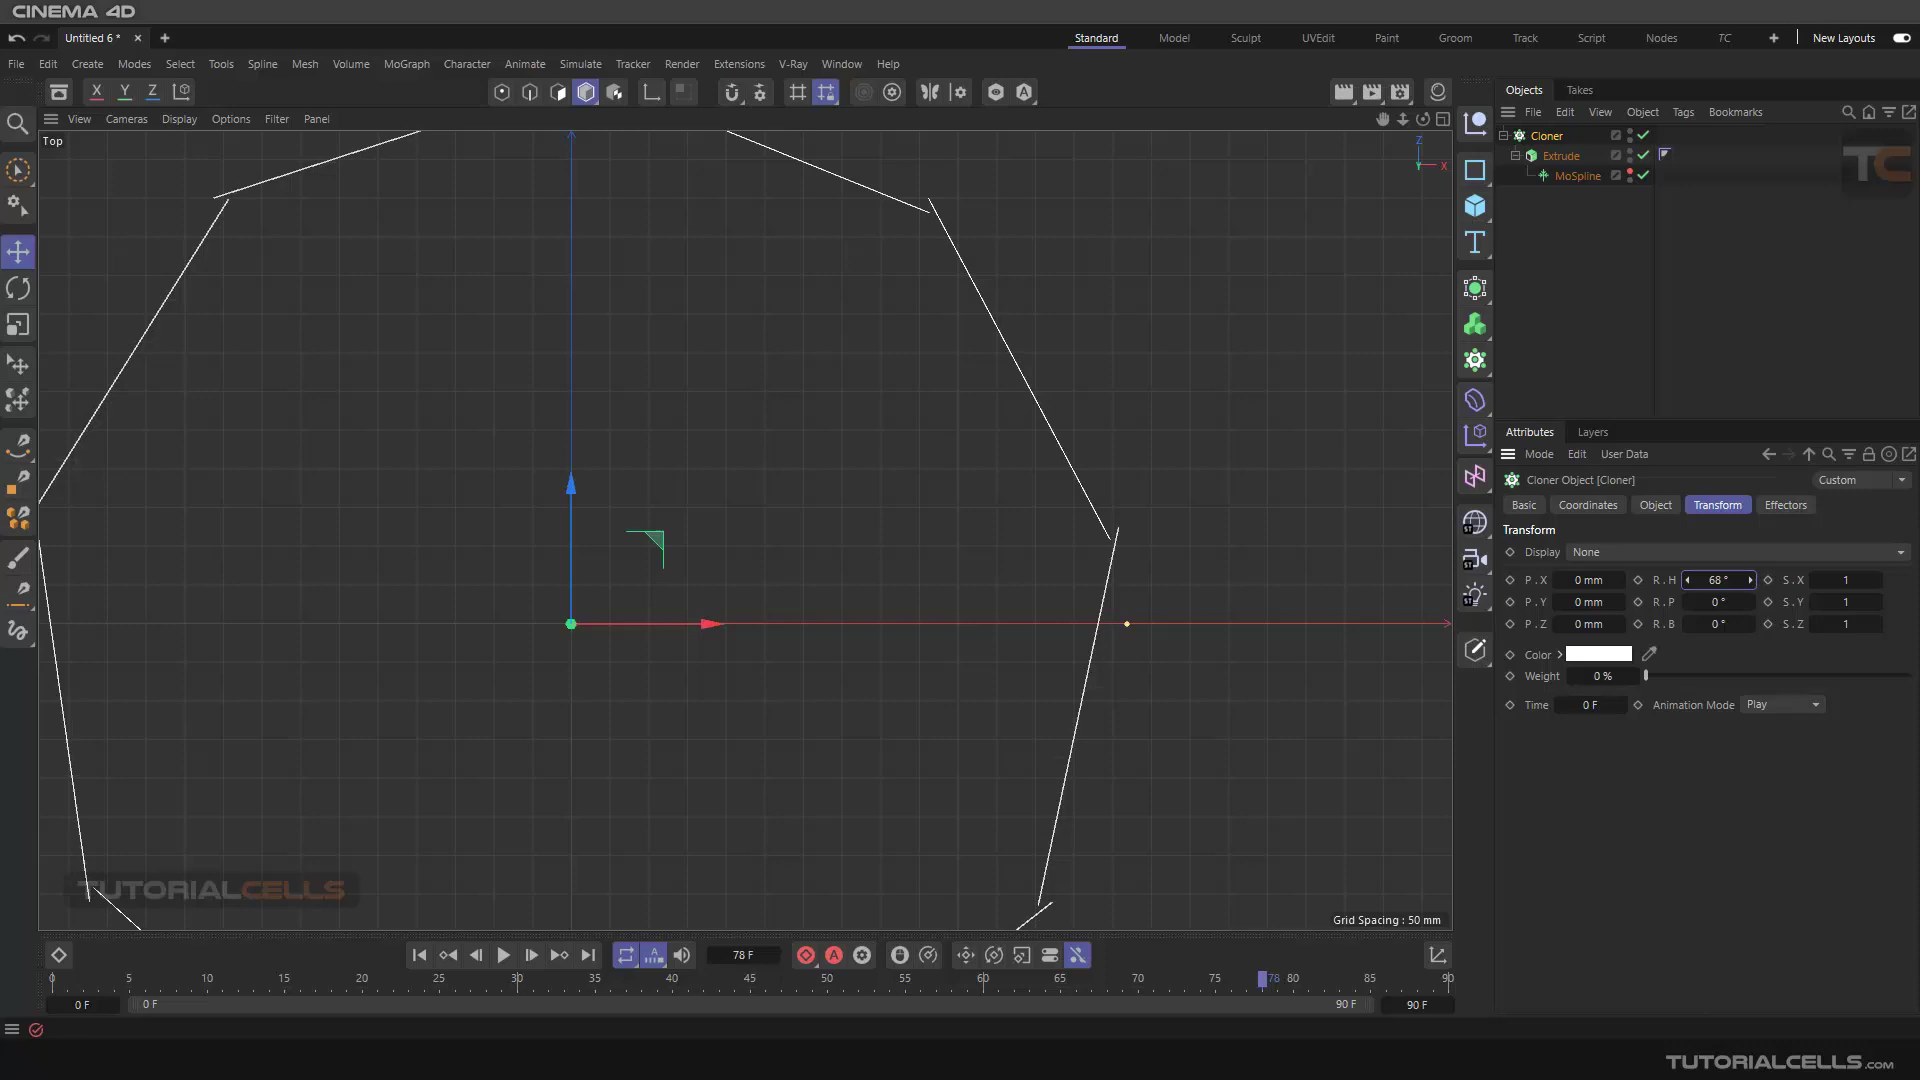 CINEMA 4D
Untitled 6 *
Standard Model Sculpt UVEdit Paint Groom Track Script Nodes TC New Layouts
File Edit Create Modes Select Tools Spline Mesh Volume MoGraph Character Animate Simulate Tracker Render Extensions V-Ray Window Help
X Y Z
Objects Takes
View Cameras Display Options Filter Panel
File Edit View Object Tags Bookmarks
Top
Z
Y X
Cloner
Extrude
MoSpline
TC
Attributes Layers
Mode Edit User Data
Cloner Object [Cloner] Custom
Basic Coordinates Object Transform Effectors
Transform
Display None
P . X 0 mm R . H 68 ° S . X 1
P . Y 0 mm R . P 0 ° S . Y 1
P . Z 0 mm R . B 0 ° S . Z 1
Color
Weight 0 %
Time 0 F Animation Mode Play
ST
ST
ST
TUTORIALCELLS
Grid Spacing : 50 mm
78 F
0 5 10 15 20 25 30 35 40 45 50 55 60 65 70 75 78 80 85 90
0 F 0 F 90 F 90 F
TUTORIALCELLS.COM